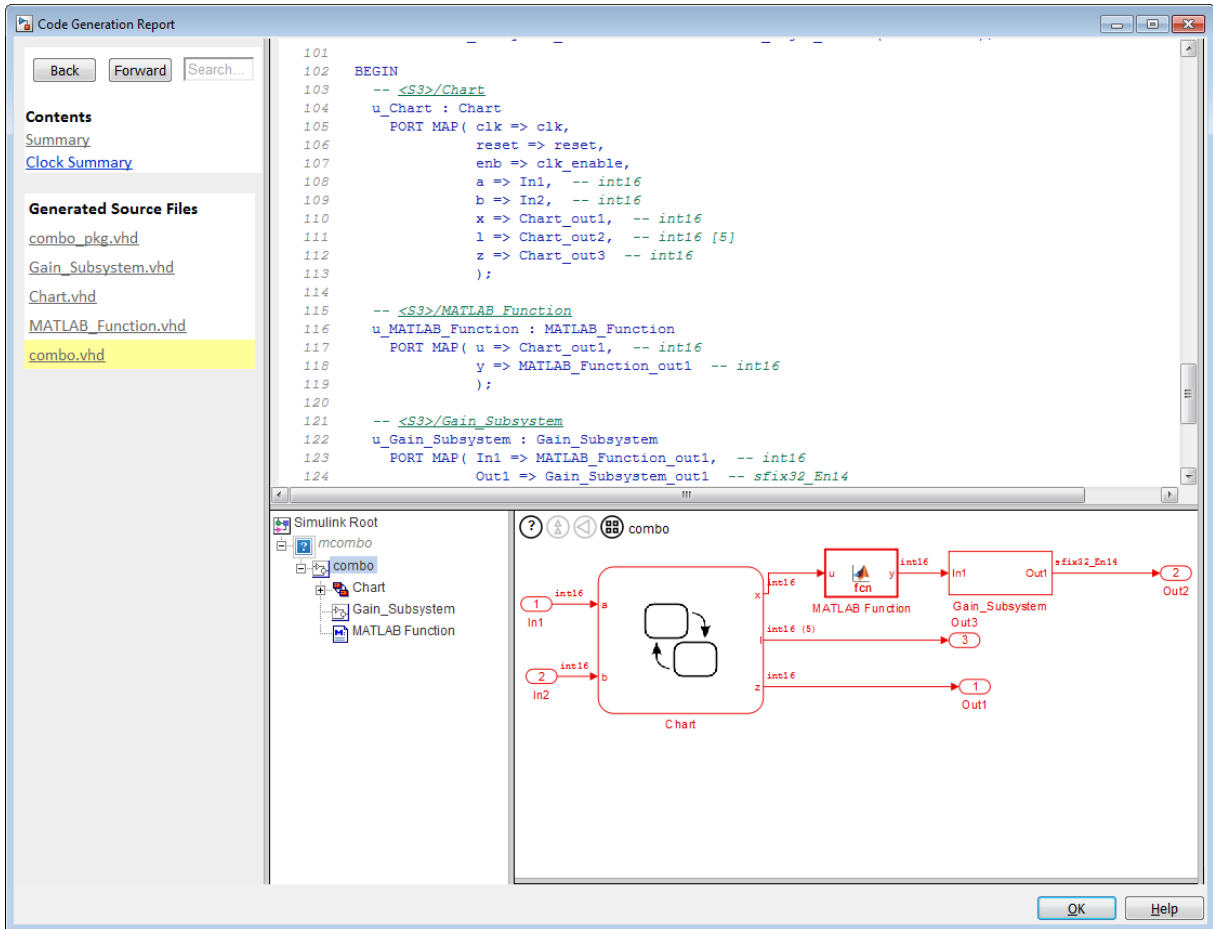 Code Generation Report
Back Forward Search...
Contents
Summary
Clock Summary
Generated Source Files
combo_pkg.vhd
Gain_Subsystem.vhd
Chart.vhd
MATLAB_Function.vhd
combo.vhd
101
102 BEGIN
103 -- <S3>/Chart
104 u_Chart : Chart
105 PORT MAP( clk => clk,
106 reset => reset,
107 enb => clk_enable,
108 a => In1, -- int16
109 b => In2, -- int16
110 x => Chart_out1, -- int16
111 l => Chart_out2, -- int16 [5]
112 z => Chart_out3 -- int16
113 );
114
115 -- <S3>/MATLAB Function
116 u_MATLAB_Function : MATLAB_Function
117 PORT MAP( u => Chart_out1, -- int16
118 y => MATLAB_Function_out1 -- int16
119 );
120
121 -- <S3>/Gain_Subsystem
122 u_Gain_Subsystem : Gain_Subsystem
123 PORT MAP( In1 => MATLAB_Function_out1, -- int16
124 Out1 => Gain_Subsystem_out1 -- sfix32_En14
Simulink Root
mcombo
combo
Chart
Gain_Subsystem
MATLAB Function
? combo
int16
1
In1
a
int16
2
In2
b
Chart
x
int16
l
int16 (5)
z
int16
u
y
fcn
MATLAB Function
int16
In1
Out1
Gain_Subsystem
sfix32_En14
2
Out2
Out3
3
1
Out1
OK Help